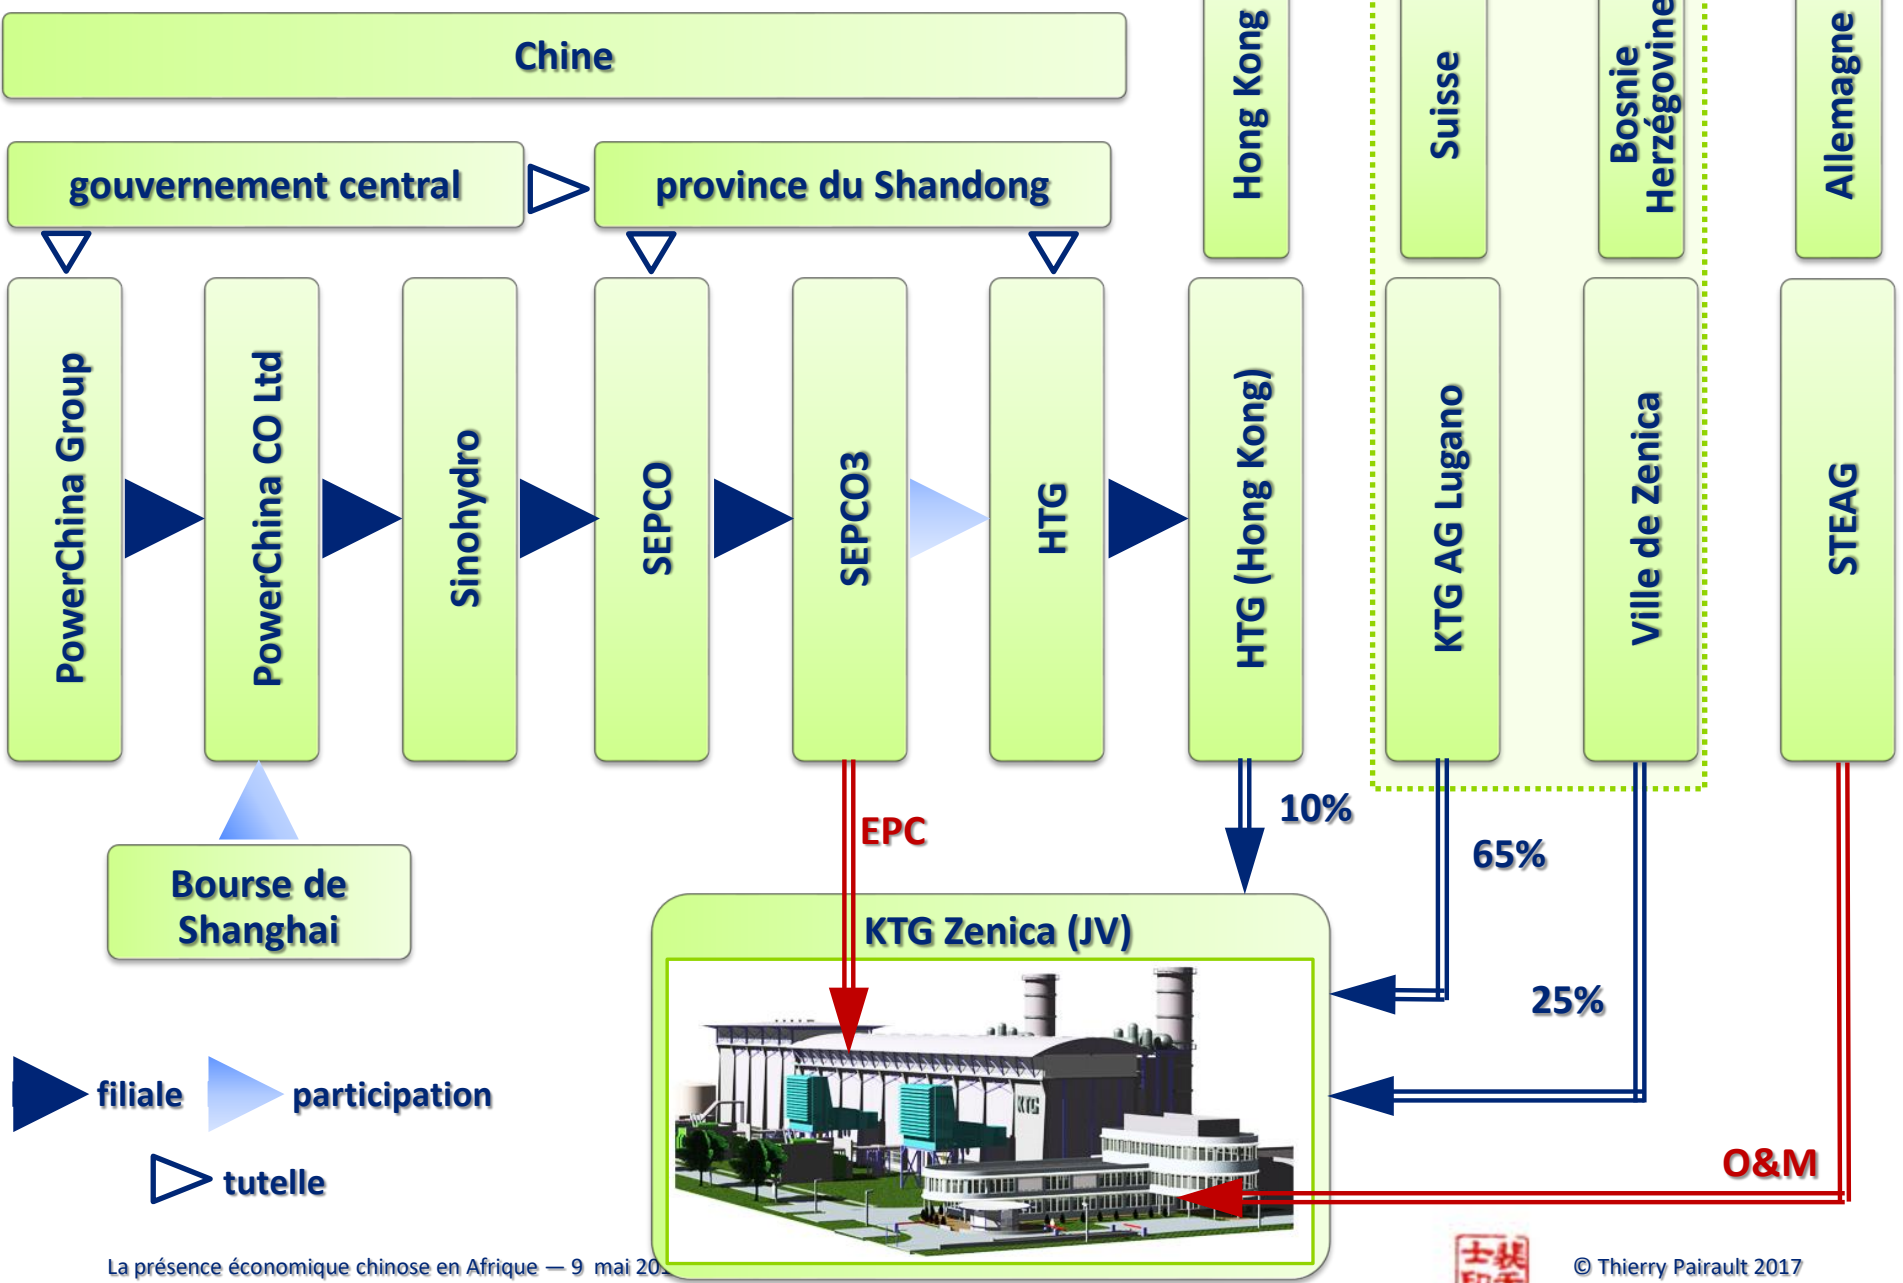 Chine
Hong Kong
Suisse
Bosnie
Herzégovine
Allemagne
gouvernement central
province du Shandong
PowerChina Group
PowerChina CO Ltd
Sinohydro
SEPCO
SEPCO3
HTG
HTG (Hong Kong)
KTG AG Lugano
Ville de Zenica
STEAG
10%
EPC
65%
Bourse de
Shanghai
KTG Zenica (JV)
25%
KTG
filiale
participation
O&M
tutelle
La présence économique chinose en Afrique — 9 mai
© Thierry Pairault 2017